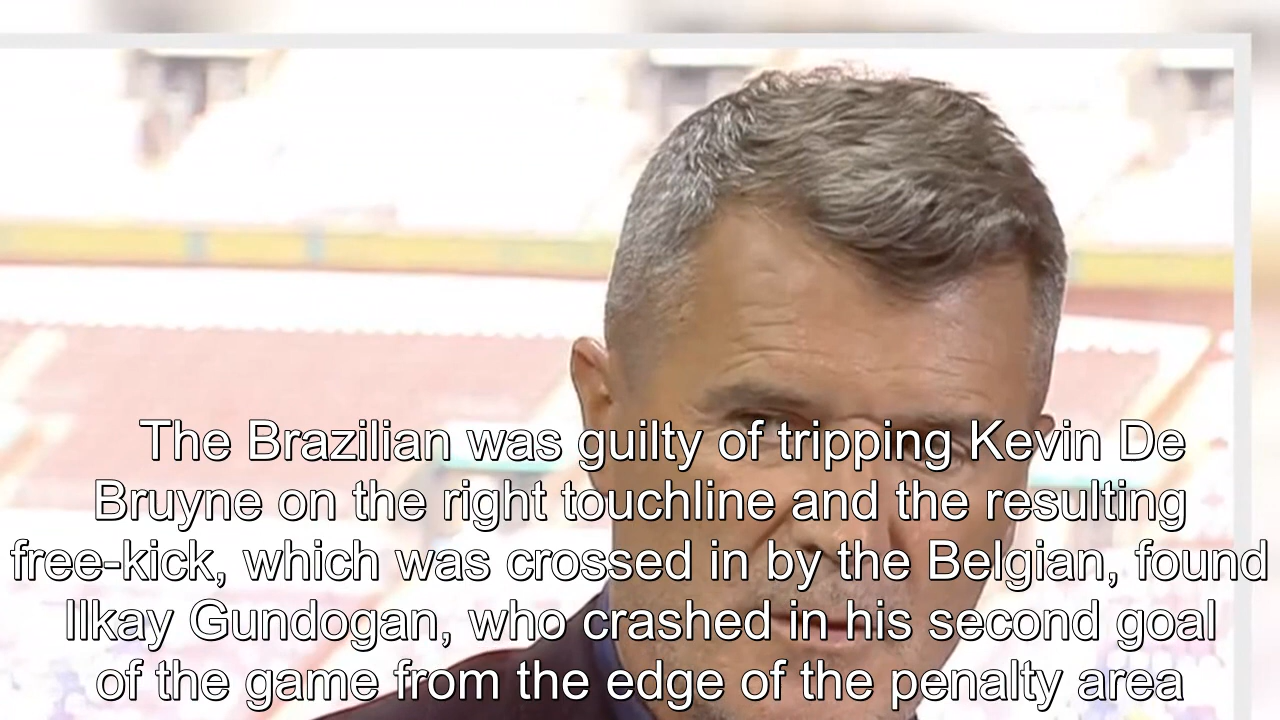 The Brazilian was guilty of tripping Kevin De
Bruyne on the right touchline and the resulting
free-kick, which was crossed in by the Belgian, found
Ilkay Gundogan, who crashed in his second goal
of the game from the edge of the penalty area